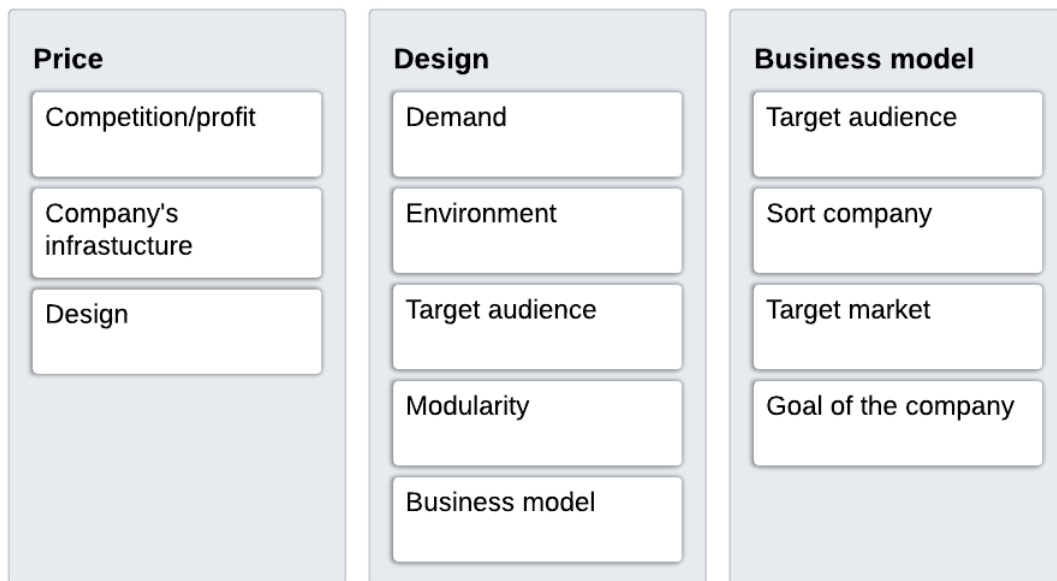 Price
Competition/profit
Company's
infrastucture
Design
Design
Demand
Environment
Target audience
Modularity
Business model
Business model
Target audience
Sort company
Target market
Goal of the company